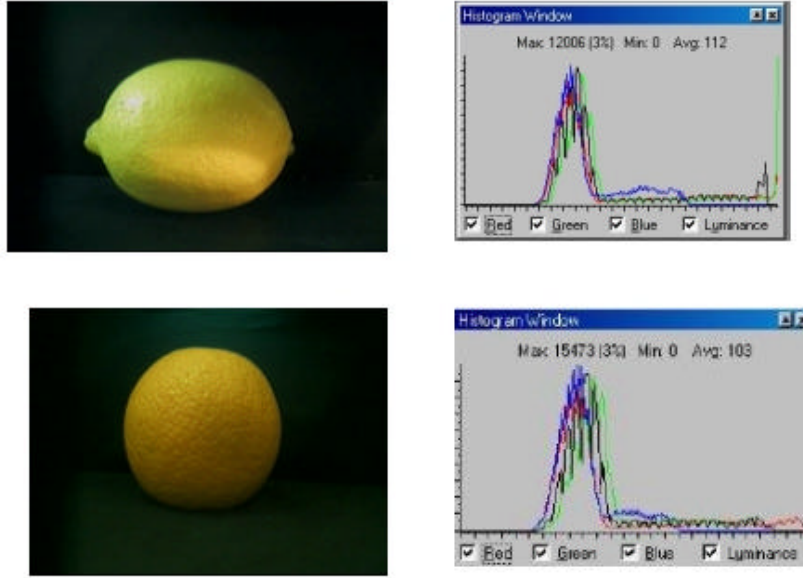 Histogram Window
Max: 12006 (3%) Min: 0 Avg: 112
Red Green Blue Luminance
Histogram Window
Max: 15473 (3%) Min: 0 Avg: 103
Red Green Blue Luminance